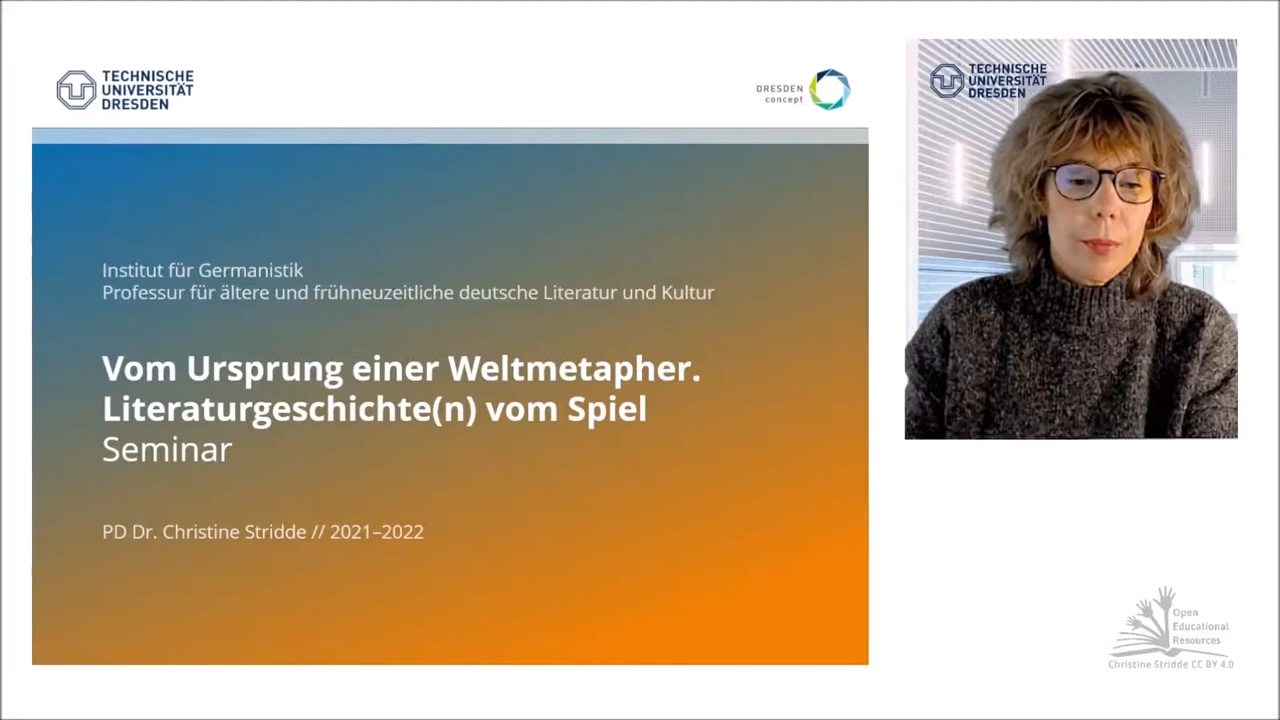 TECHNISCHE
UNIVERSITÄT
DRESDEN
DRESDEN
concept
TECHNISCHE
UNIVERSITÄT
DRESDEN
Institut für Germanistik
Professur für ältere und frühneuzeitliche deutsche Literatur und Kultur
Vom Ursprung einer Weltmetapher.
Literaturgeschichte(n) vom Spiel
Seminar
PD Dr. Christine Stridde // 2021–2022
Open
Educational
Resources
Christine Stridde CC BY 4.0